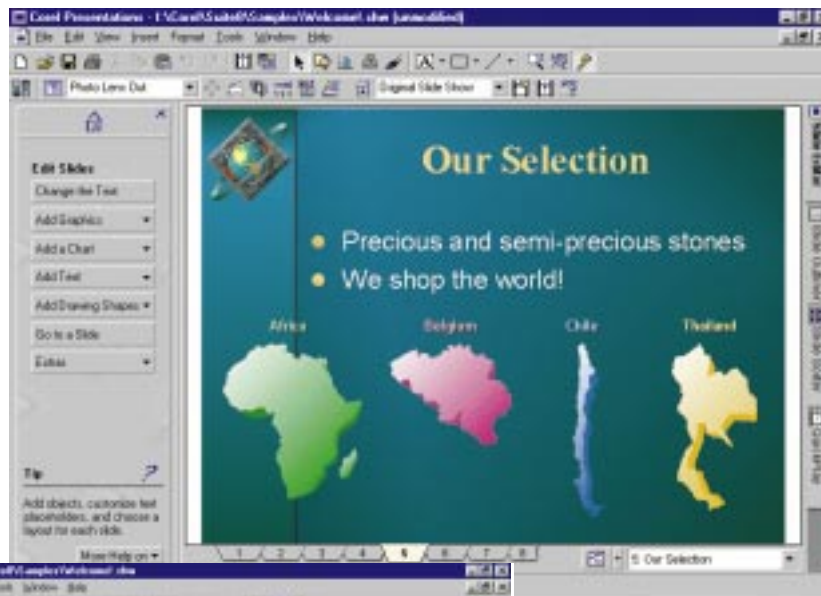 Corel Presentations - I:\Corel\Suite8\Samples\Welcome!.shw (unmodified)
File Edit View Insert Format Tools Window Help
Photo Lens Out
Original Slide Show
Edit Slides
Change the Text
Add Graphics
Add a Chart
Add Text
Add Drawing Shapes
Go to a Slide
Extras
Our Selection
Precious and semi-precious stones
We shop the world!
Africa Belgium Chile Thailand
Tip
Add objects, customize text
placeholders, and choose a
layout for each slide.
More Help on
1 2 3 4 5 6 7 8
5: Our Selection
Window Help